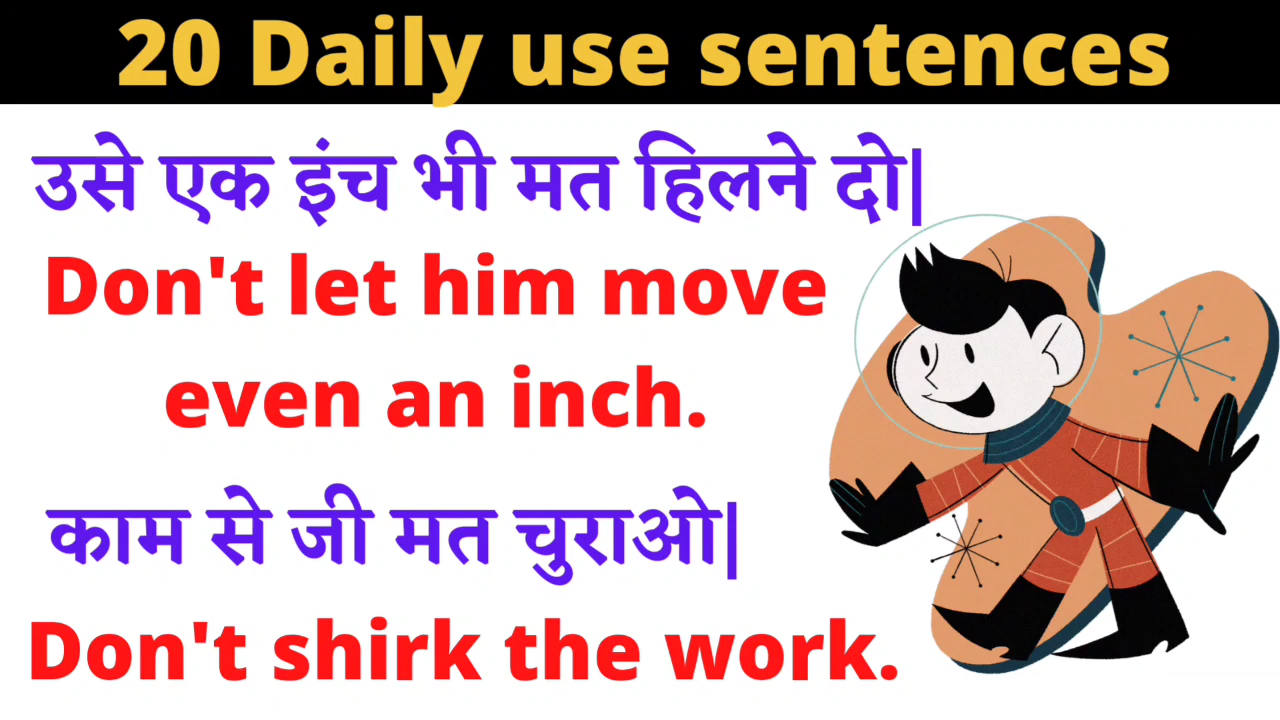 20 Daily use sentences
उसे एक इंच भी मत हिलने दो|
Don't let him move
even an inch.
काम से जी मत चुराओ|
Don't shirk the work.